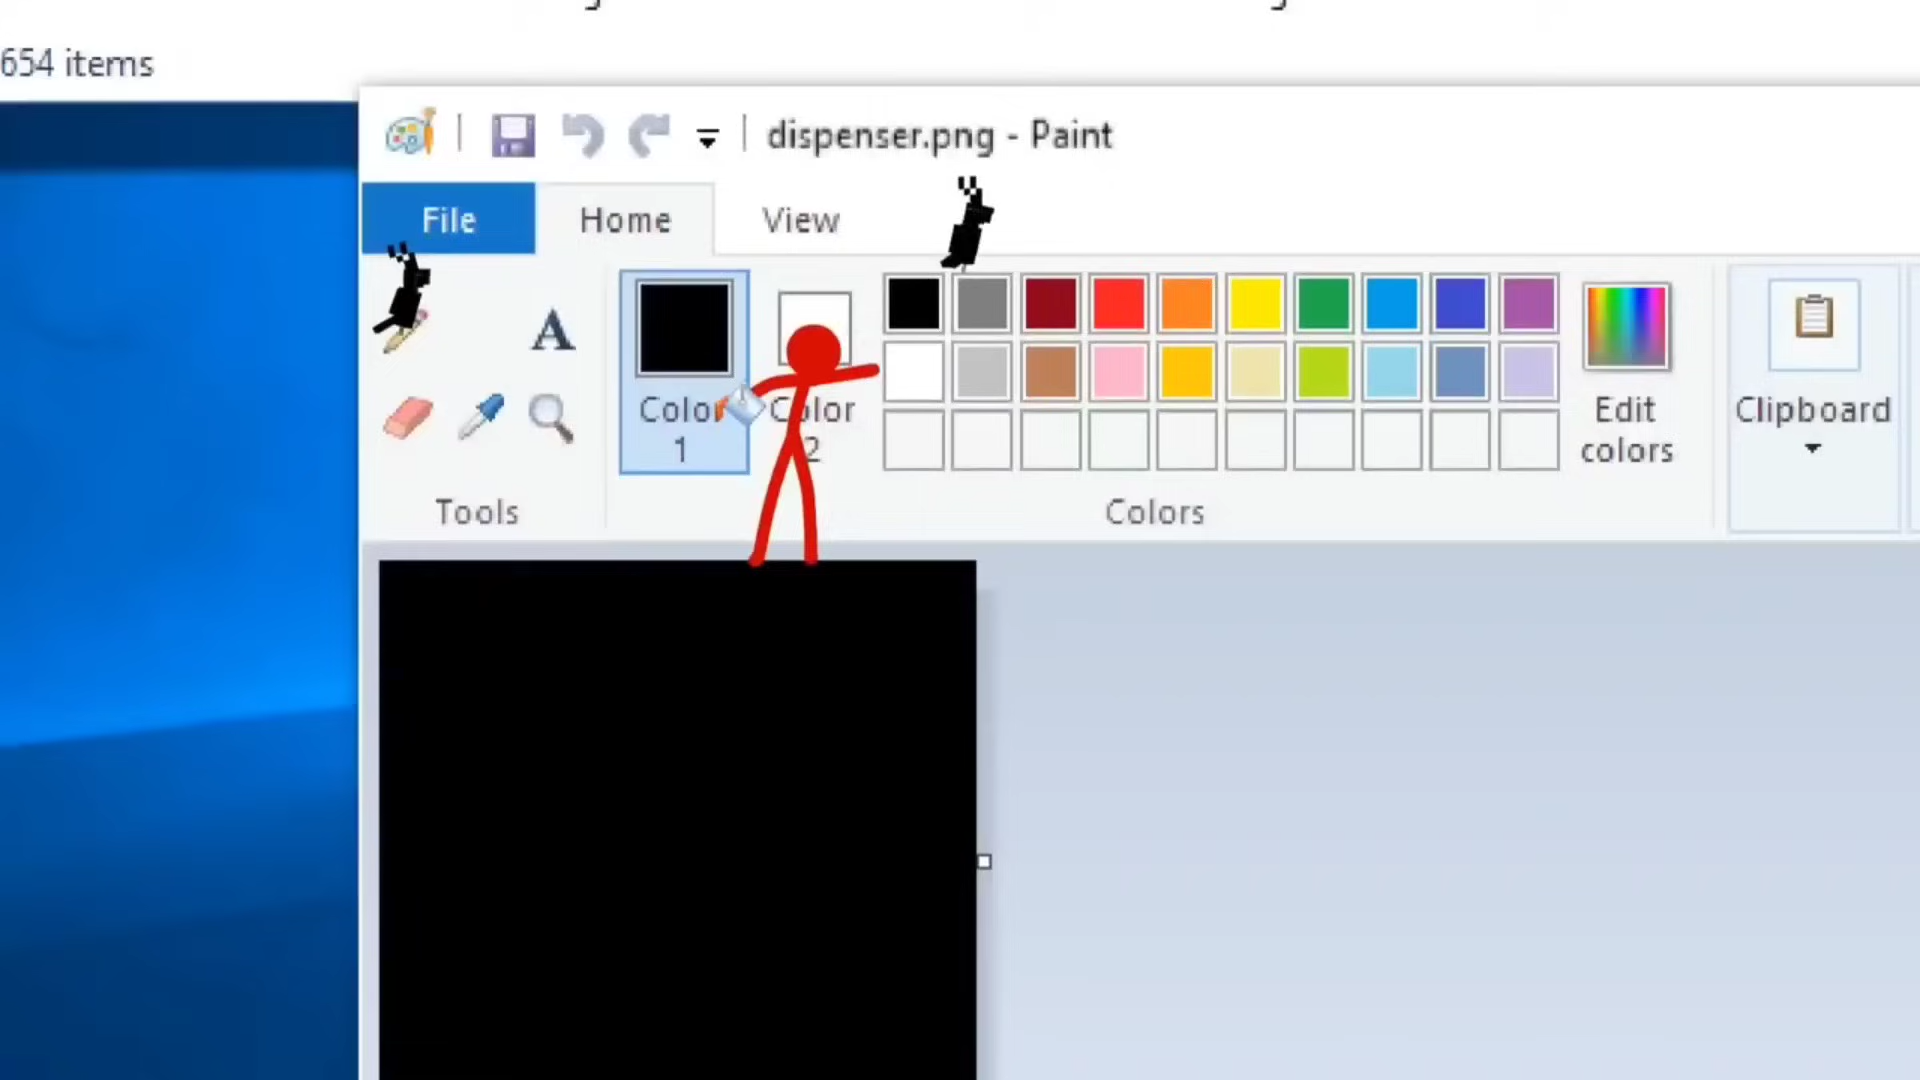 654 items
dispenser.png - Paint
File Home View
A
Color
1
Color
2
Edit
colors
Clipboard
Tools
Colors